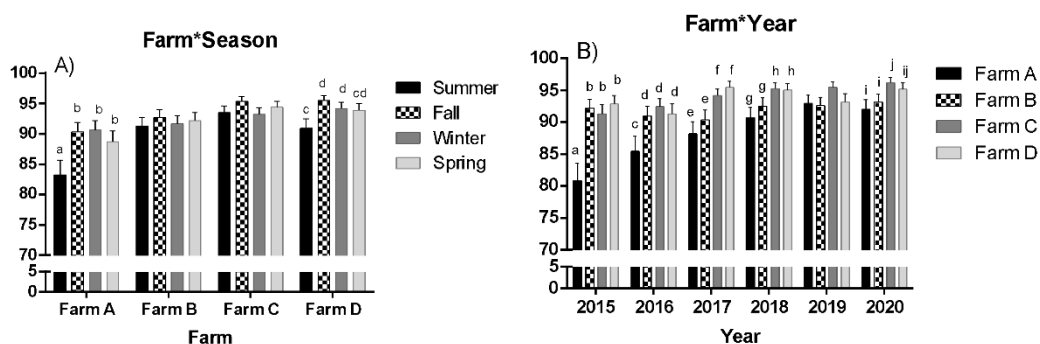 Farm*Season
A)
100
95
90
85
80
75
70
5
0
a
b
b
b
c
d
d
cd
Farm A
Farm B
Farm C
Farm D
Farm
Summer
Fall
Winter
Spring
Farm*Year
B)
100
95
90
85
80
75
70
5
0
a
b
b
b
c
d
d
d
e
e
f
f
g
g
h
h
i
i
j
ij
2015
2016
2017
2018
2019
2020
Year
Farm A
Farm B
Farm C
Farm D